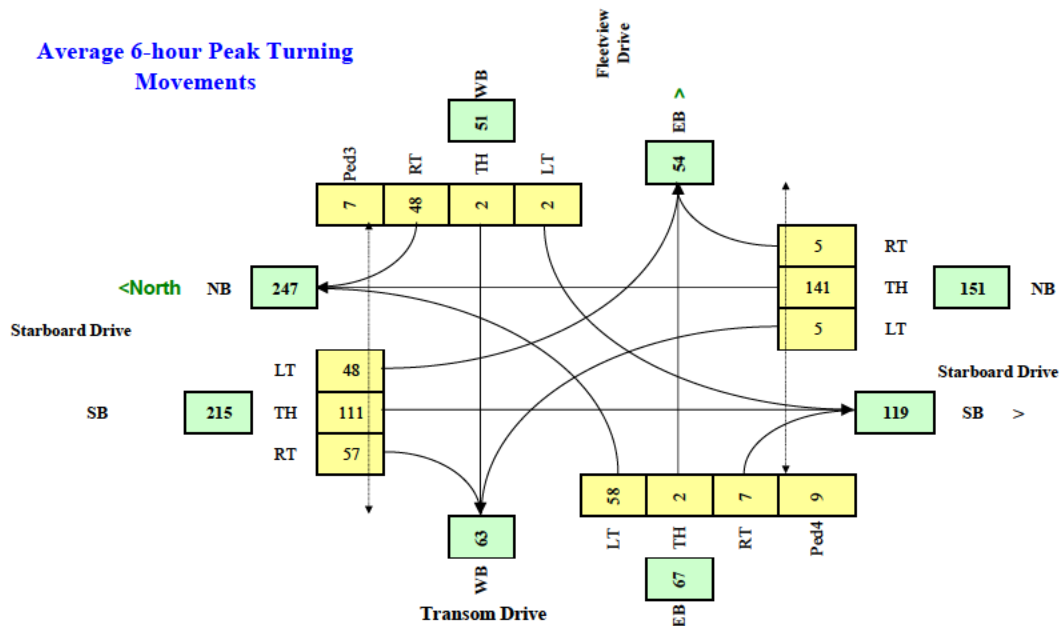 Average 6-hour Peak Turning
Movements
Fleetview
Drive
WB
51
EB >
54
Ped3 RT TH LT
7 48 2 2
5 RT
<North NB 247
141 TH 151 NB
5 LT
Starboard Drive
LT 48
Starboard Drive
SB 215 TH 111
119 SB >
RT 57
58 2 7 9
LT TH RT Ped4
63
WB
67
EB
Transom Drive